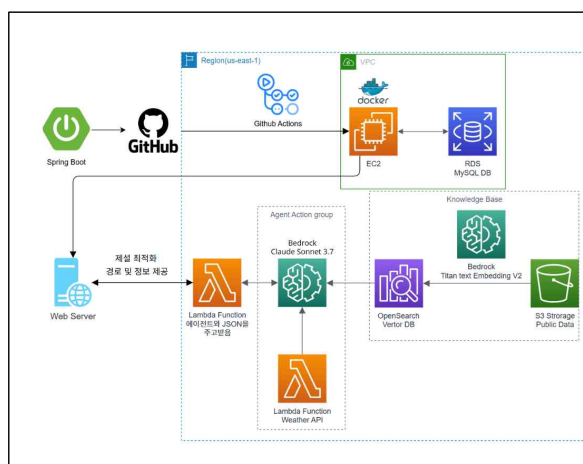 Region(us-east-1)
VPC
docker
Spring Boot
GitHub
Github Actions
EC2
RDS
MySQL DB
Agent Action group
Knowledge Base
제설 최적화
경로 및 정보 제공
Bedrock
Claude Sonnet 3.7
Bedrock
Titan text Embedding V2
Web Server
Lambda Function
에이전트와 JSON을
주고받음
OpenSearch
Vertor DB
S3 Strorage
Public Data
Lambda Function
Weather API